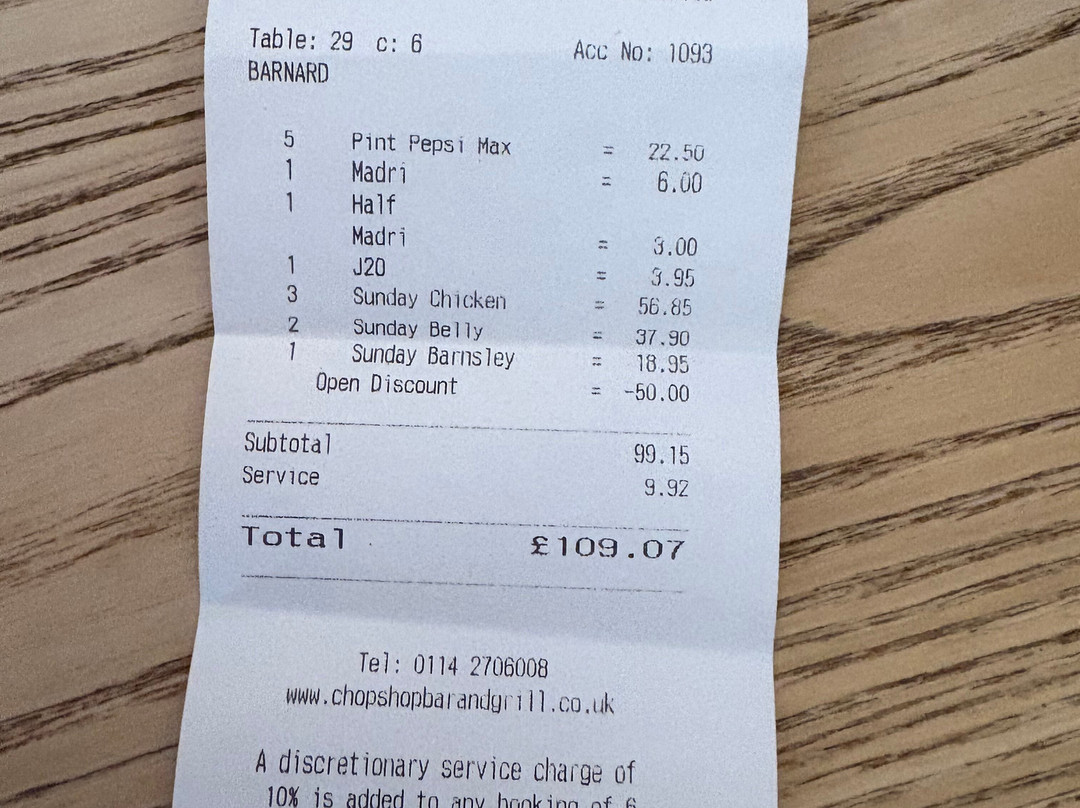 Table: 29 c: 6 Acc No: 1093
BARNARD
5 Pint Pepsi Max = 22.50
1 Madri = 6.00
1 Half
Madri = 3.00
1 J20 = 3.95
3 Sunday Chicken = 56.85
2 Sunday Belly = 37.90
1 Sunday Barnsley = 18.95
Open Discount = -50.00
Subtotal 99.15
Service 9.92
Total £109.07
Tel: 0114 2706008
www.chopshopbarandgrill.co.uk
A discretionary service charge of
10% is added to any booking of 6